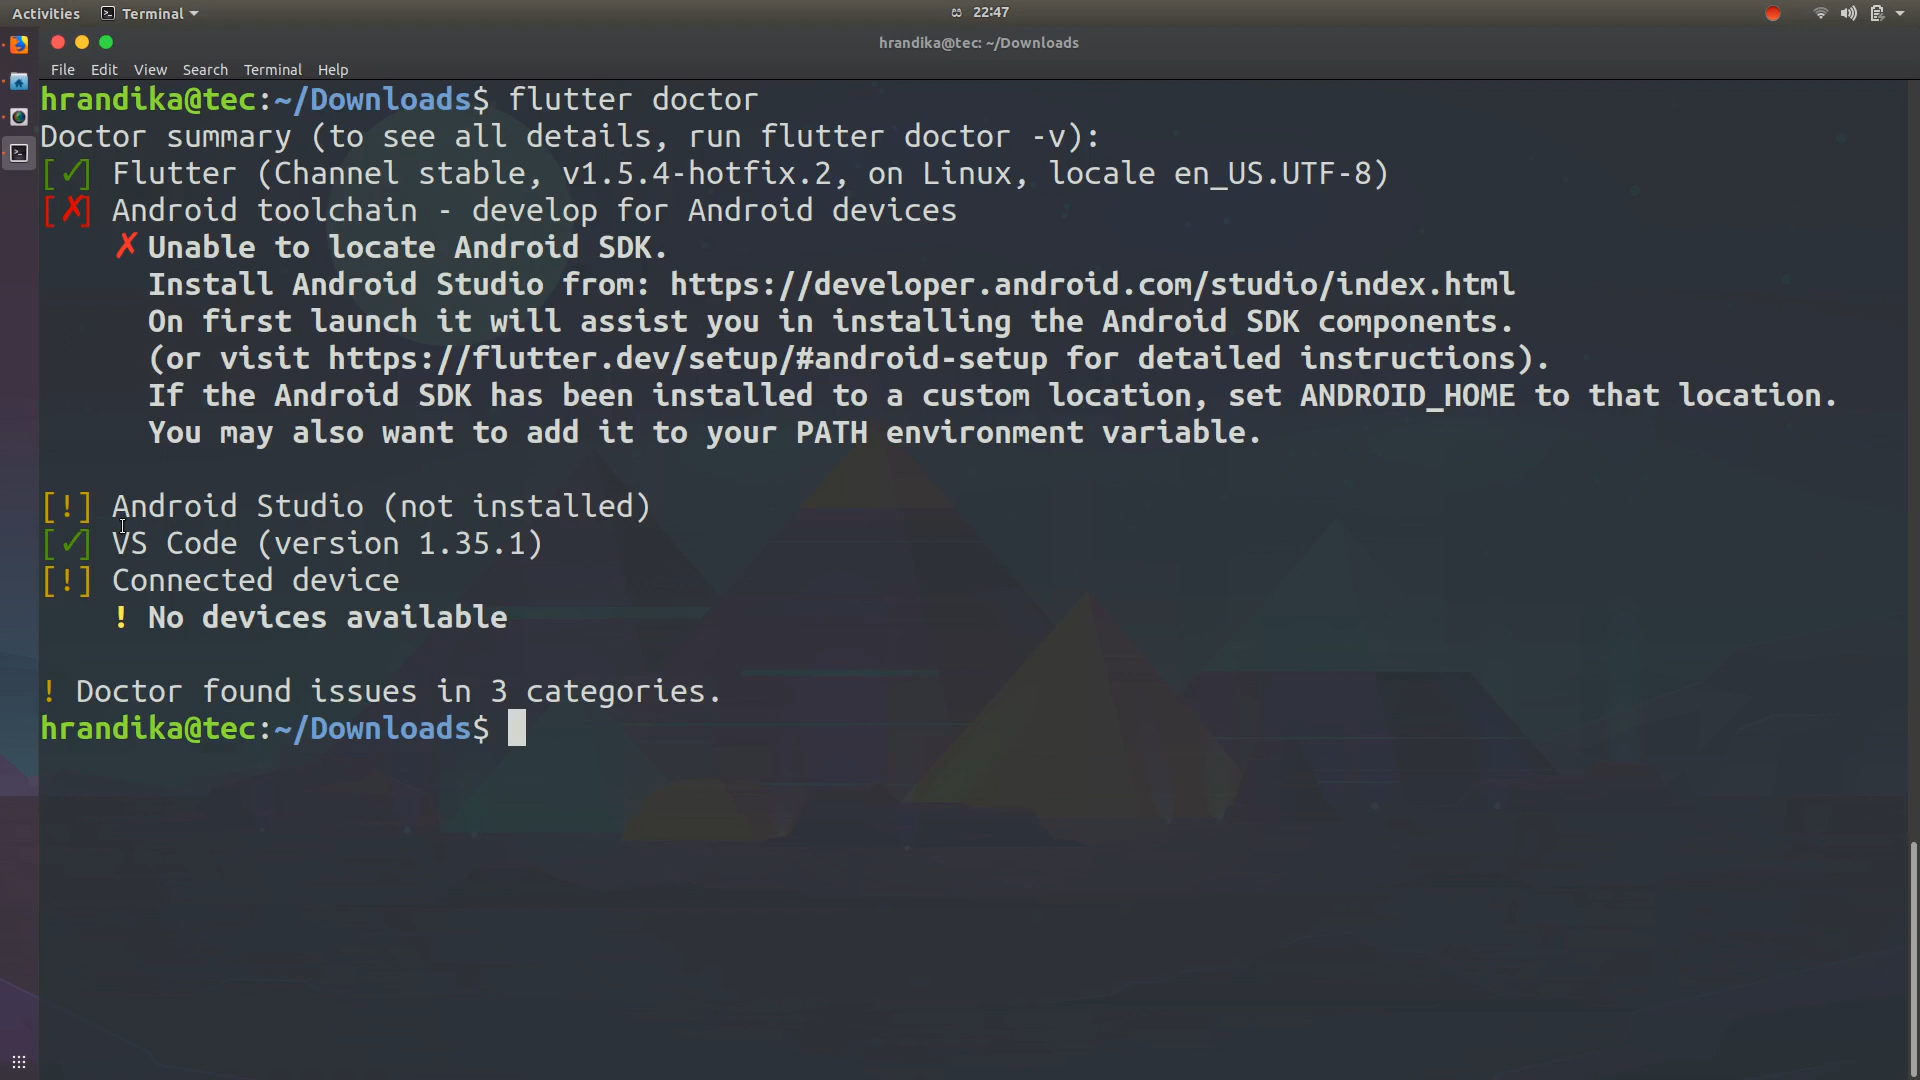 Activities Terminal ස 22:47
hrandika@tec: ~/Downloads
File Edit View Search Terminal Help
hrandika@tec:~/Downloads$ flutter doctor
Doctor summary (to see all details, run flutter doctor -v):
[✓] Flutter (Channel stable, v1.5.4-hotfix.2, on Linux, locale en_US.UTF-8)
[✗] Android toolchain - develop for Android devices
✗ Unable to locate Android SDK.
Install Android Studio from: https://developer.android.com/studio/index.html
On first launch it will assist you in installing the Android SDK components.
(or visit https://flutter.dev/setup/#android-setup for detailed instructions).
If the Android SDK has been installed to a custom location, set ANDROID_HOME to that location.
You may also want to add it to your PATH environment variable.
[!] Android Studio (not installed)
[✓] VS Code (version 1.35.1)
[!] Connected device
! No devices available
! Doctor found issues in 3 categories.
hrandika@tec:~/Downloads$